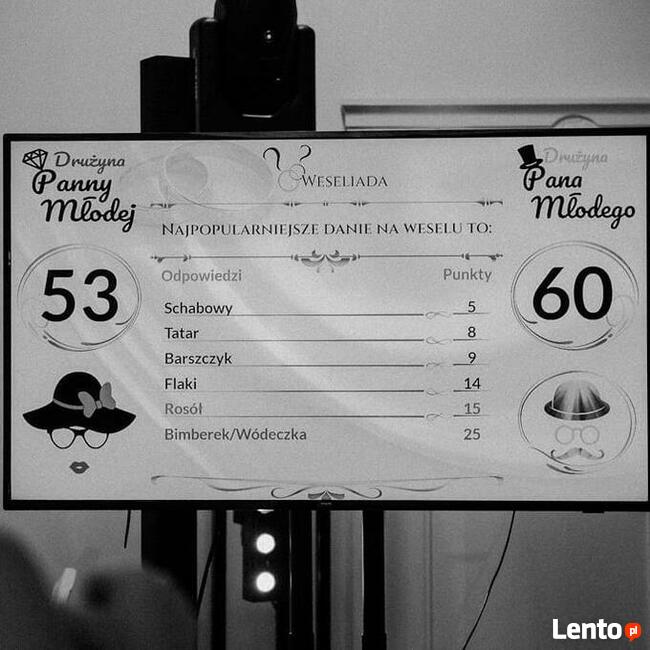 Drużyna
Panny
Młodej
Weseliada
Drużyna
Pana
Młodego
Najpopularniejsze danie na weselu to:
53
60
Odpowiedzi Punkty
Schabowy 5
Tatar 8
Barszczyk 9
Flaki 14
Rosół 15
Bimberek/Wódeczka 25
Lento.pl